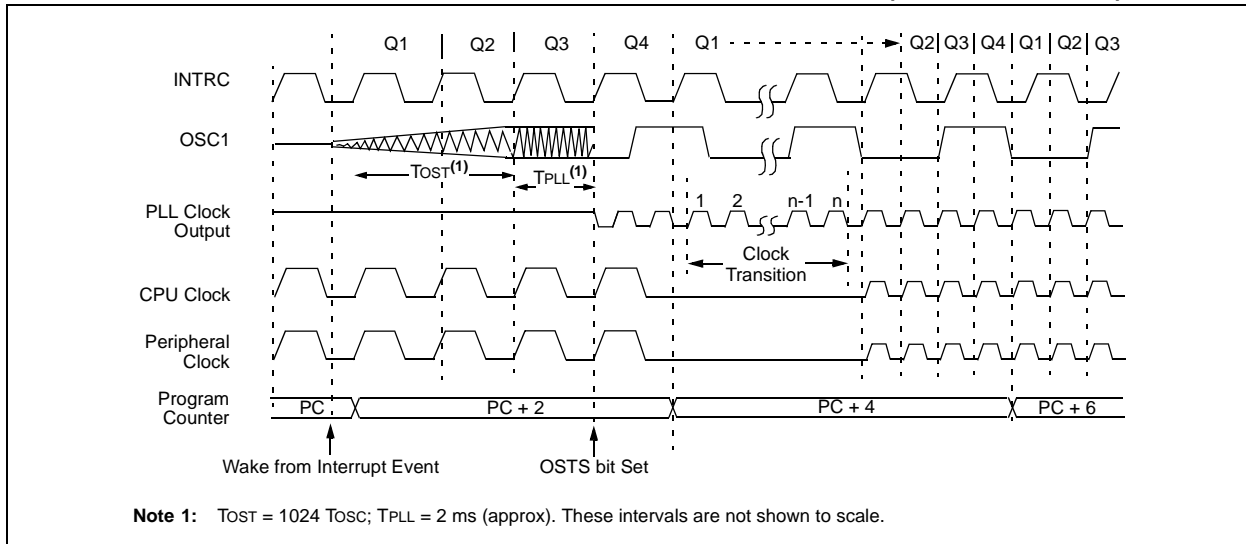 Q1 Q2 Q3 Q4 Q1 Q2 Q3 Q4 Q1 Q2 Q3
INTRC
OSC1
TOST(1) TPLL(1)
1 2 n-1 n
PLL Clock
Output
Clock
Transition
CPU Clock
Peripheral
Clock
Program
Counter
PC PC + 2 PC + 4 PC + 6
Wake from Interrupt Event OSTS bit Set
Note 1: TOST = 1024 TOSC; TPLL = 2 ms (approx). These intervals are not shown to scale.